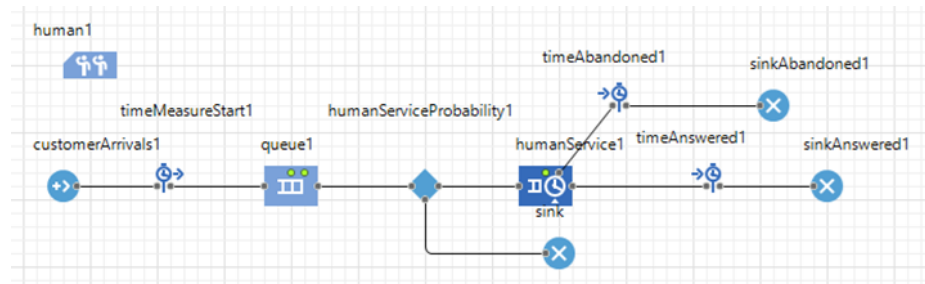 human1
timeAbandoned1
sinkAbandoned1
timeMeasureStart1
humanServiceProbability1
customerArrivals1
queue1
humanService1
timeAnswered1
sinkAnswered1
sink